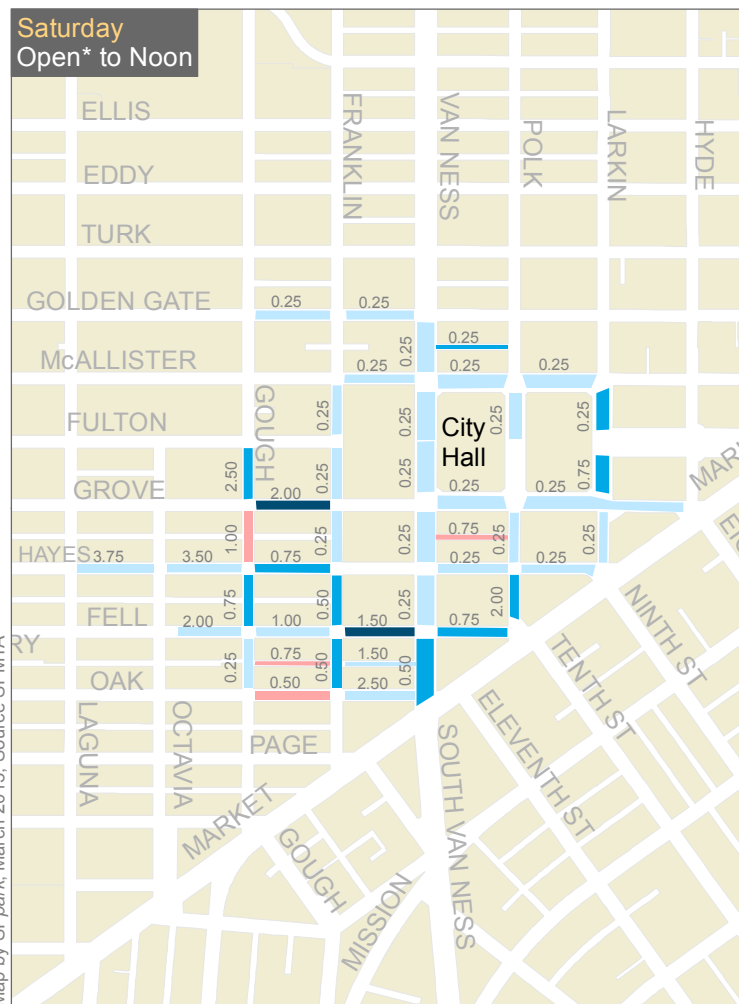 Saturday
Open* to Noon
ELLIS
EDDY
TURK
GOLDEN GATE
McALLISTER
FULTON
GROVE
HAYES
FELL
OAK
PAGE
LAGUNA
OCTAVIA
GOUGH
FRANKLIN
VAN NESS
POLK
LARKIN
HYDE
City
Hall
MARKET
GOUGH
MISSION
SOUTH VAN NESS
ELEVENTH ST
TENTH ST
NINTH ST
0.25
0.25
0.25
0.25
0.25
0.25
0.25
0.25
0.25
0.25
0.25
2.50
0.25
0.25
0.75
2.00
0.25
0.25
1.00
0.25
0.25
0.75
0.25
0.25
3.75
3.50
0.75
0.25
0.25
0.75
0.50
0.25
2.00
2.00
1.00
1.50
0.75
0.25
0.75
0.50
1.50
0.50
0.50
2.50